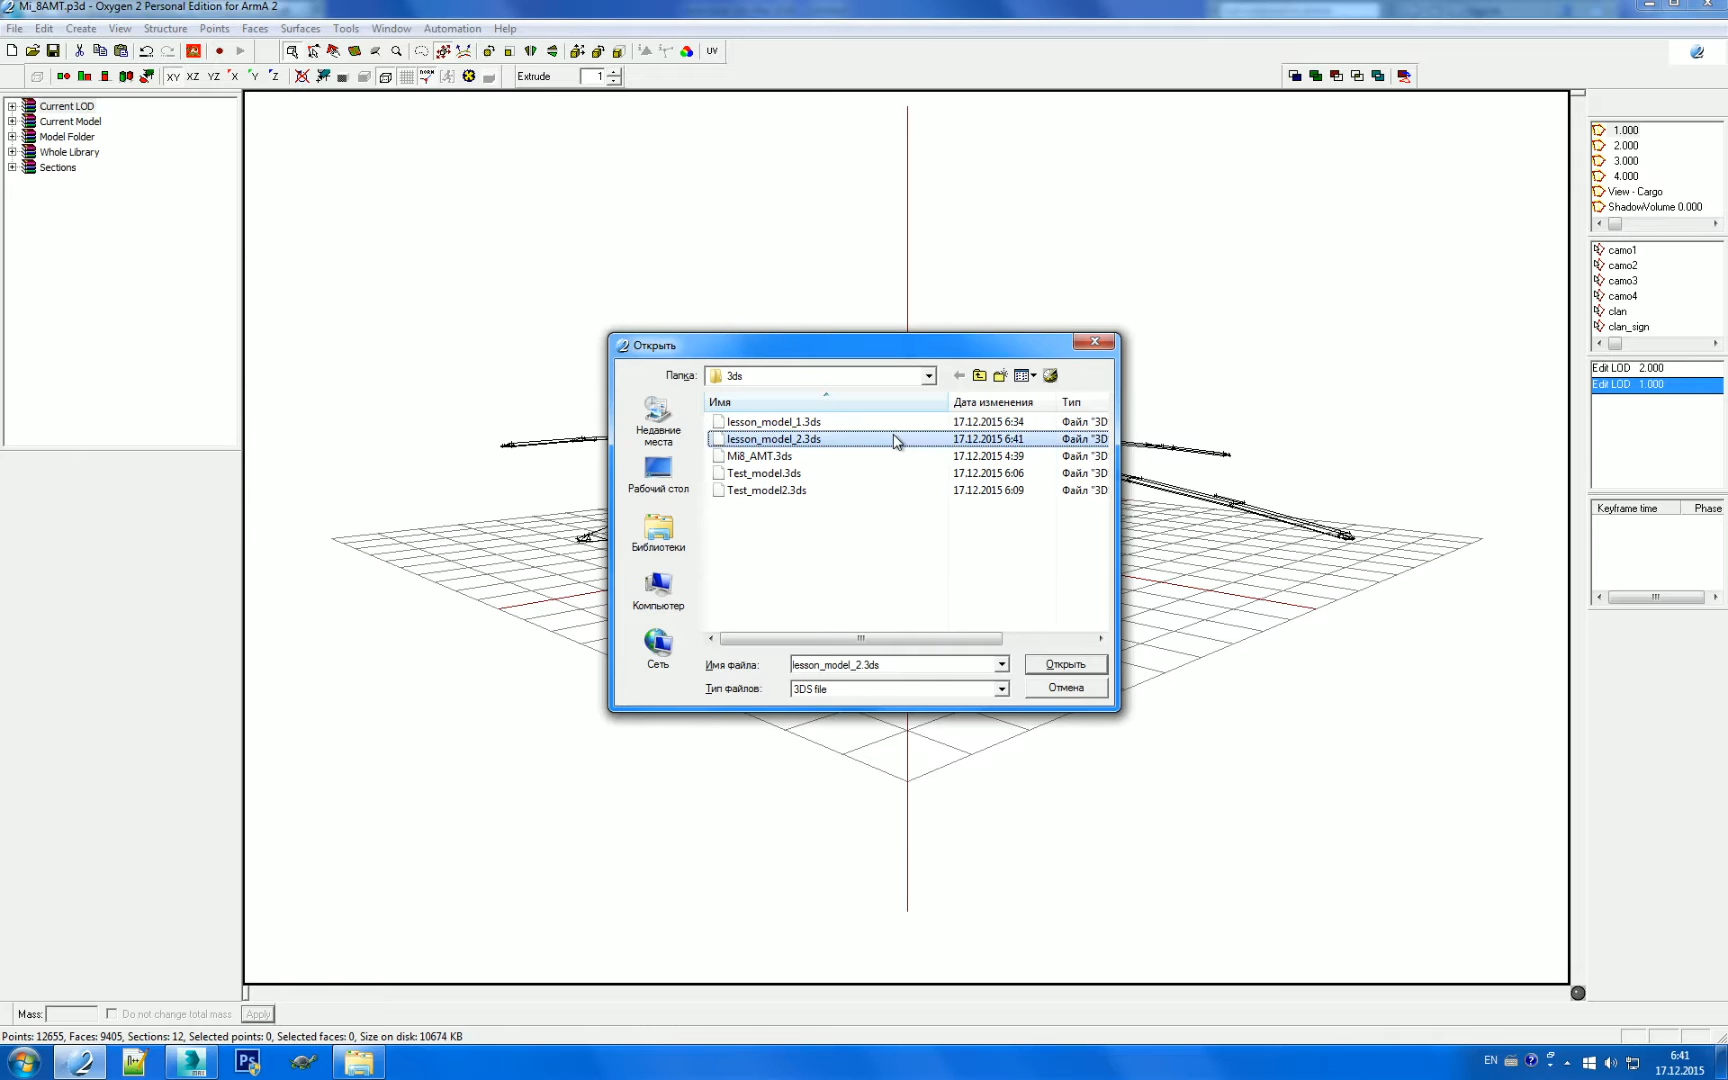 Mi_8AMT.p3d - Oxygen 2 Personal Edition for ArmA 2
File Edit Create View Structure Points Faces Surfaces Tools Window Automation Help
UV
XY XZ YZ X Y Z Extrude 1
Current LOD
Current Model
Model Folder
Whole Library
Sections
1.000
2.000
3.000
4.000
View - Cargo
ShadowVolume 0.000
camo1
camo2
camo3
camo4
clan
clan_sign
Edit LOD 2.000
Edit LOD 1.000
Keyframe time Phase
Открыть
Папка: 3ds
Имя Дата изменения Тип
lesson_model_1.3ds 17.12.2015 6:34 Файл "3D
lesson_model_2.3ds 17.12.2015 6:41 Файл "3D
Mi8_AMT.3ds 17.12.2015 4:39 Файл "3D
Test_model.3ds 17.12.2015 6:06 Файл "3D
Test_model2.3ds 17.12.2015 6:09 Файл "3D
Недавние места
Рабочий стол
Библиотеки
Компьютер
Сеть
Имя файла: lesson_model_2.3ds Открыть
Тип файлов: 3DS file Отмена
Mass: Do not change total mass Apply
Points: 12655, Faces: 9405, Sections: 12, Selected points: 0, Selected faces: 0, Size on disk: 10674 KB
EN 6:41
17.12.2015